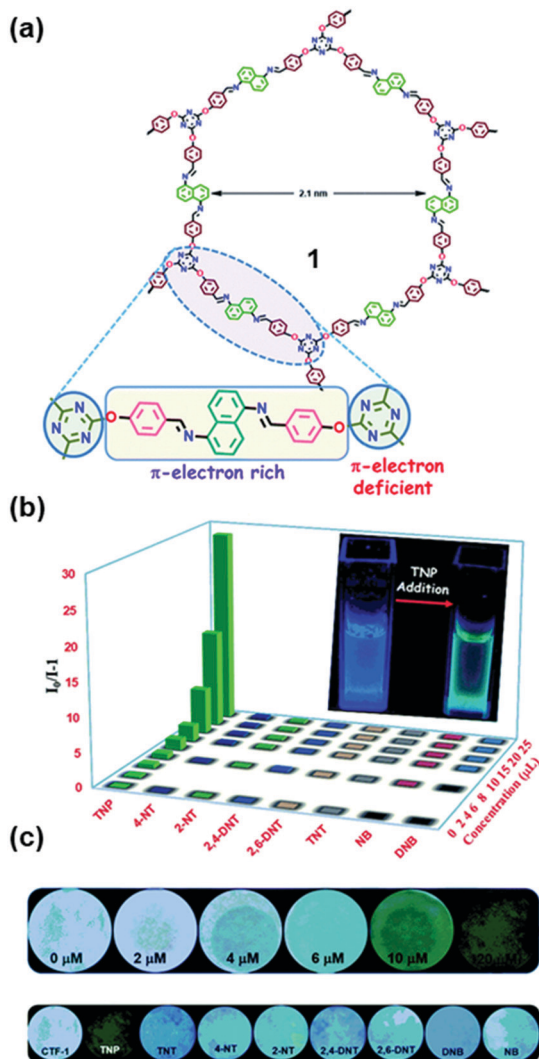 (a)
2.1 nm
1
π-electron rich
π-electron
deficient
(b)
30
25
20
15
10
5
0
I₀/I-1
TNP
Addition
TNP
4-NT
2-NT
2,4-DNT
2,6-DNT
TNT
NB
DNB
0 2 4 6 8 10 15 20 25
Concentration (µL)
(c)
0 µM
2 µM
4 µM
6 µM
10 µM
CTF-1
TNP
TNT
4-NT
2-NT
2,4-DNT
2,6-DNT
DNB
NB